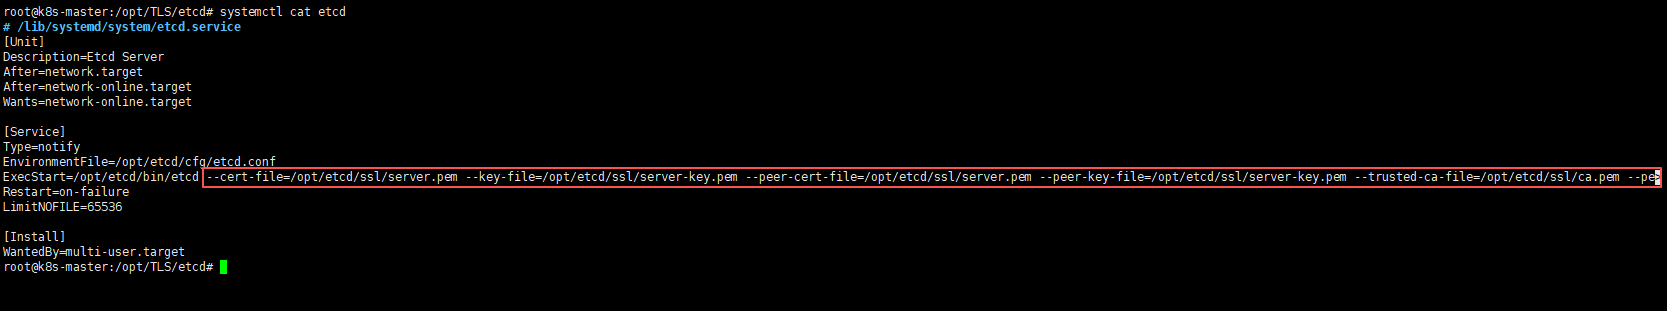 root@k8s-master:/opt/TLS/etcd# systemctl cat etcd
# /lib/systemd/system/etcd.service
[Unit]
Description=Etcd Server
After=network.target
After=network-online.target
Wants=network-online.target
[Service]
Type=notify
EnvironmentFile=/opt/etcd/cfg/etcd.conf
ExecStart=/opt/etcd/bin/etcd --cert-file=/opt/etcd/ssl/server.pem --key-file=/opt/etcd/ssl/server-key.pem --peer-cert-file=/opt/etcd/ssl/server.pem --peer-key-file=/opt/etcd/ssl/server-key.pem --trusted-ca-file=/opt/etcd/ssl/ca.pem --pe>
Restart=on-failure
LimitNOFILE=65536
[Install]
WantedBy=multi-user.target
root@k8s-master:/opt/TLS/etcd#